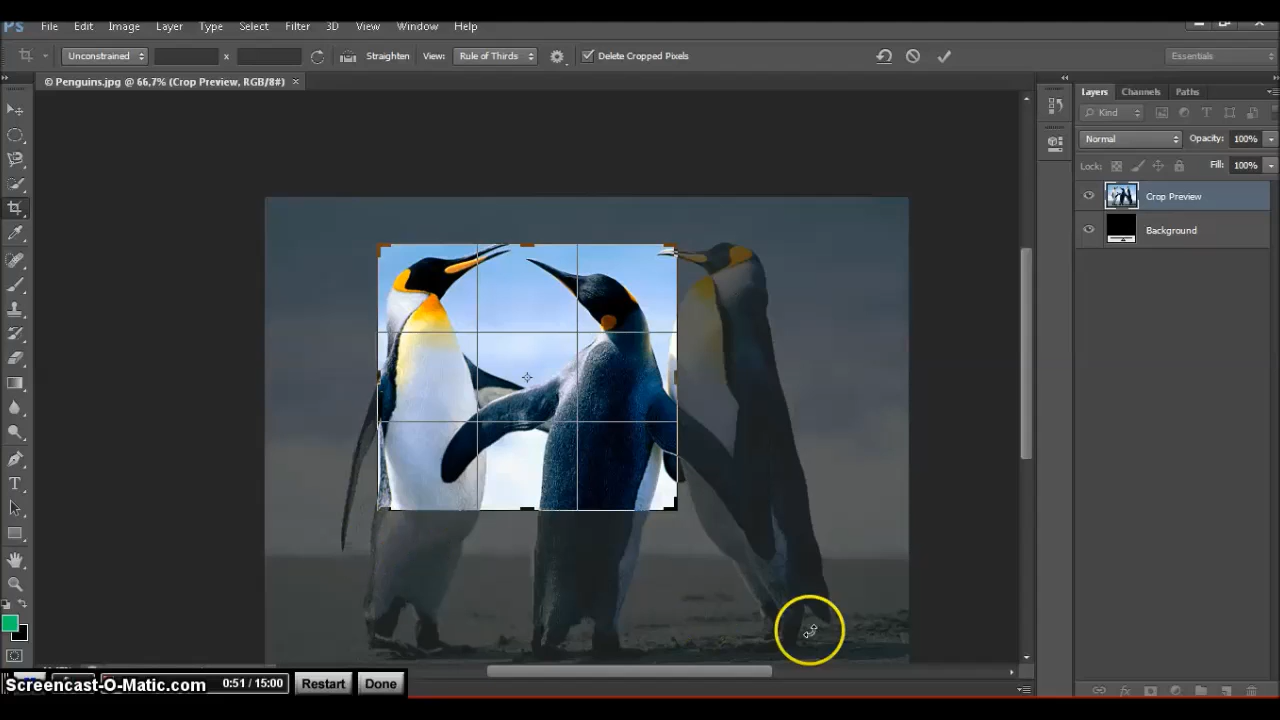 Ps File Edit Image Layer Type Select Filter 3D View Window Help
Unconstrained x Straighten View: Rule of Thirds Delete Cropped Pixels Essentials
© Penguins.jpg @ 66,7% (Crop Preview, RGB/8#) ×
Layers Channels Paths
Kind
Normal Opacity: 100%
Lock: Fill: 100%
Crop Preview
Background
Screencast-O-Matic.com 0:51 / 15:00 Restart Done